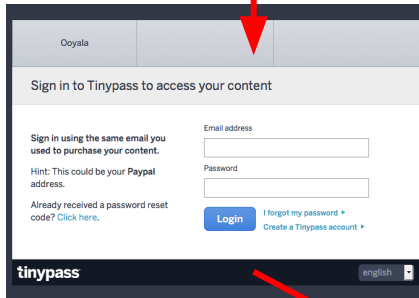 Ooyala
Sign in to Tinypass to access your content
Sign in using the same email you
used to purchase your content.
Hint: This could be your Paypal
address.
Already received a password reset
code? Click here.
Email address
Password
Login
I forgot my password ▸
Create a Tinypass account ▸
tinypass
english